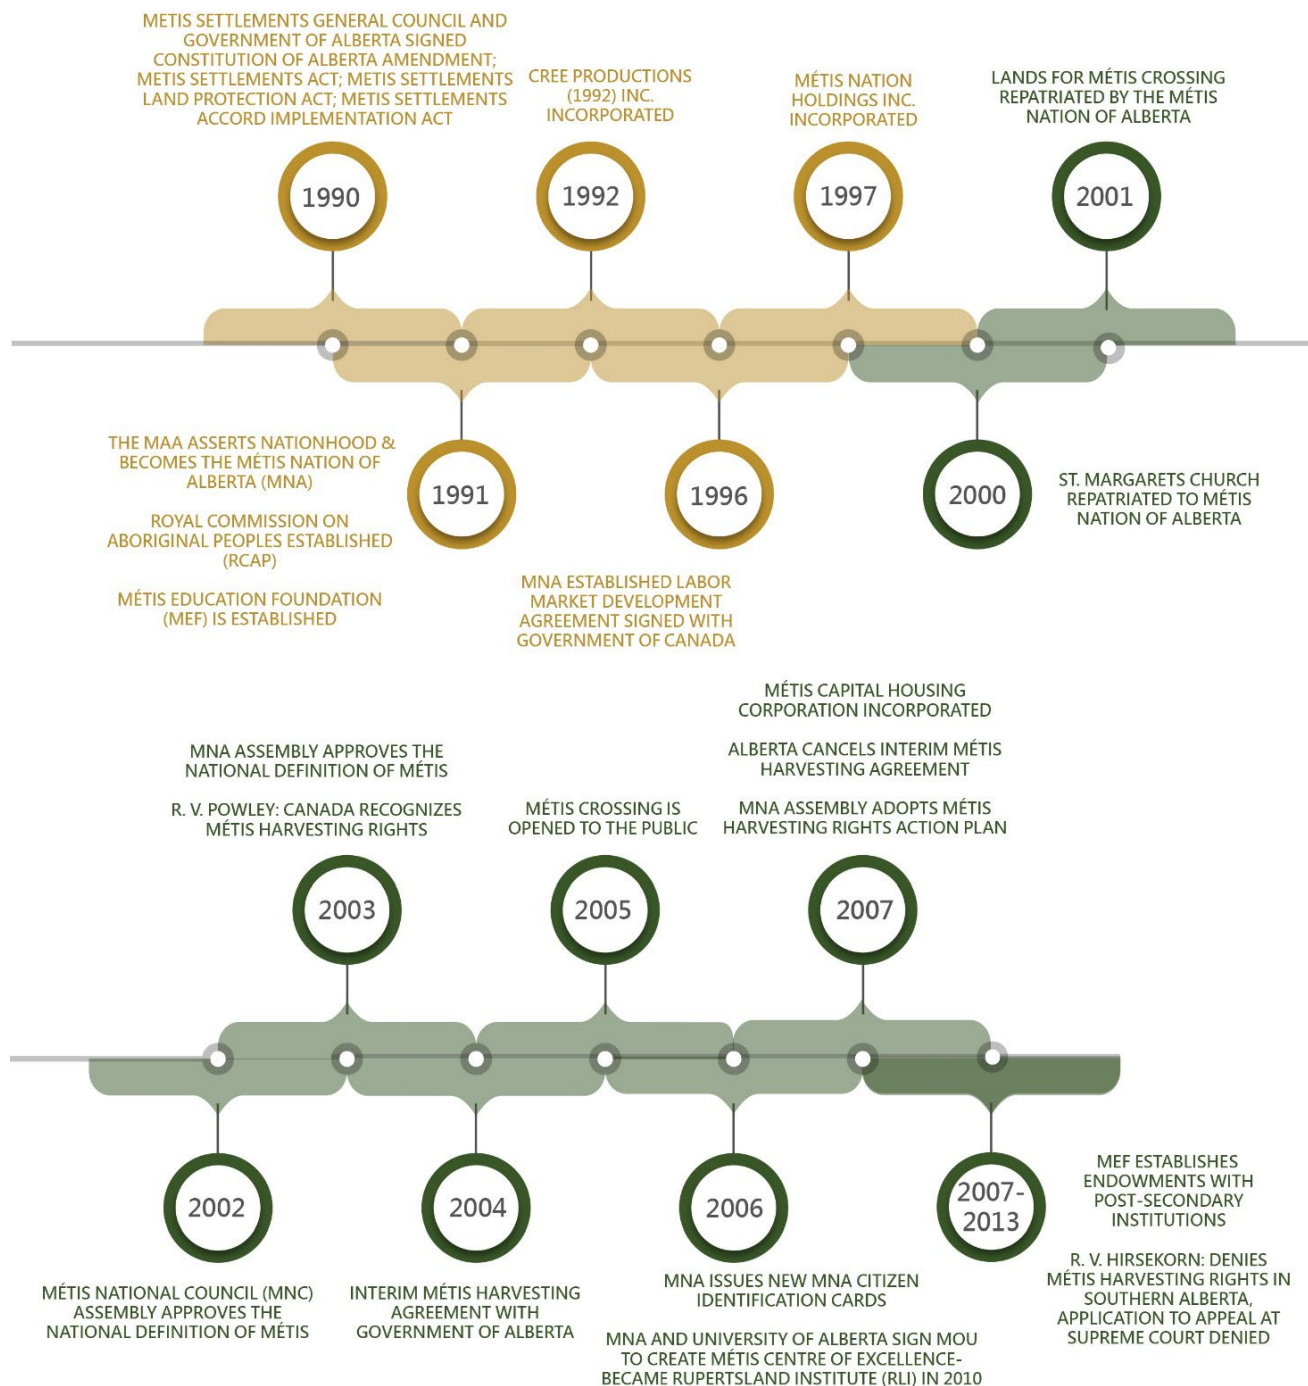 METIS SETTLEMENTS GENERAL COUNCIL AND
GOVERNMENT OF ALBERTA SIGNED
CONSTITUTION OF ALBERTA AMENDMENT;
METIS SETTLEMENTS ACT; METIS SETTLEMENTS
LAND PROTECTION ACT; METIS SETTLEMENTS
ACCORD IMPLEMENTATION ACT
1990
CREE PRODUCTIONS
(1992) INC.
INCORPORATED
1992
MÉTIS NATION
HOLDINGS INC.
INCORPORATED
1997
LANDS FOR MÉTIS CROSSING
REPATRIATED BY THE MÉTIS
NATION OF ALBERTA
2001
THE MAA ASSERTS NATIONHOOD &
BECOMES THE MÉTIS NATION OF
ALBERTA (MNA)
ROYAL COMMISSION ON
ABORIGINAL PEOPLES ESTABLISHED
(RCAP)
MÉTIS EDUCATION FOUNDATION
(MEF) IS ESTABLISHED
1991
1996
MNA ESTABLISHED LABOR
MARKET DEVELOPMENT
AGREEMENT SIGNED WITH
GOVERNMENT OF CANADA
2000
ST. MARGARETS CHURCH
REPATRIATED TO MÉTIS
NATION OF ALBERTA
MNA ASSEMBLY APPROVES THE
NATIONAL DEFINITION OF MÉTIS
R. V. POWLEY: CANADA RECOGNIZES
MÉTIS HARVESTING RIGHTS
2003
MÉTIS CROSSING IS
OPENED TO THE PUBLIC
2005
MÉTIS CAPITAL HOUSING
CORPORATION INCORPORATED
ALBERTA CANCELS INTERIM MÉTIS
HARVESTING AGREEMENT
MNA ASSEMBLY ADOPTS MÉTIS
HARVESTING RIGHTS ACTION PLAN
2007
2002
MÉTIS NATIONAL COUNCIL (MNC)
ASSEMBLY APPROVES THE
NATIONAL DEFINITION OF MÉTIS
2004
INTERIM MÉTIS HARVESTING
AGREEMENT WITH
GOVERNMENT OF ALBERTA
2006
MNA ISSUES NEW MNA CITIZEN
IDENTIFICATION CARDS
MNA AND UNIVERSITY OF ALBERTA SIGN MOU
TO CREATE MÉTIS CENTRE OF EXCELLENCE-
BECAME RUPERTSLAND INSTITUTE (RLI) IN 2010
2007-
2013
MEF ESTABLISHES
ENDOWMENTS WITH
POST-SECONDARY
INSTITUTIONS
R. V. HIRSEKORN: DENIES
MÉTIS HARVESTING RIGHTS IN
SOUTHERN ALBERTA,
APPLICATION TO APPEAL AT
SUPREME COURT DENIED